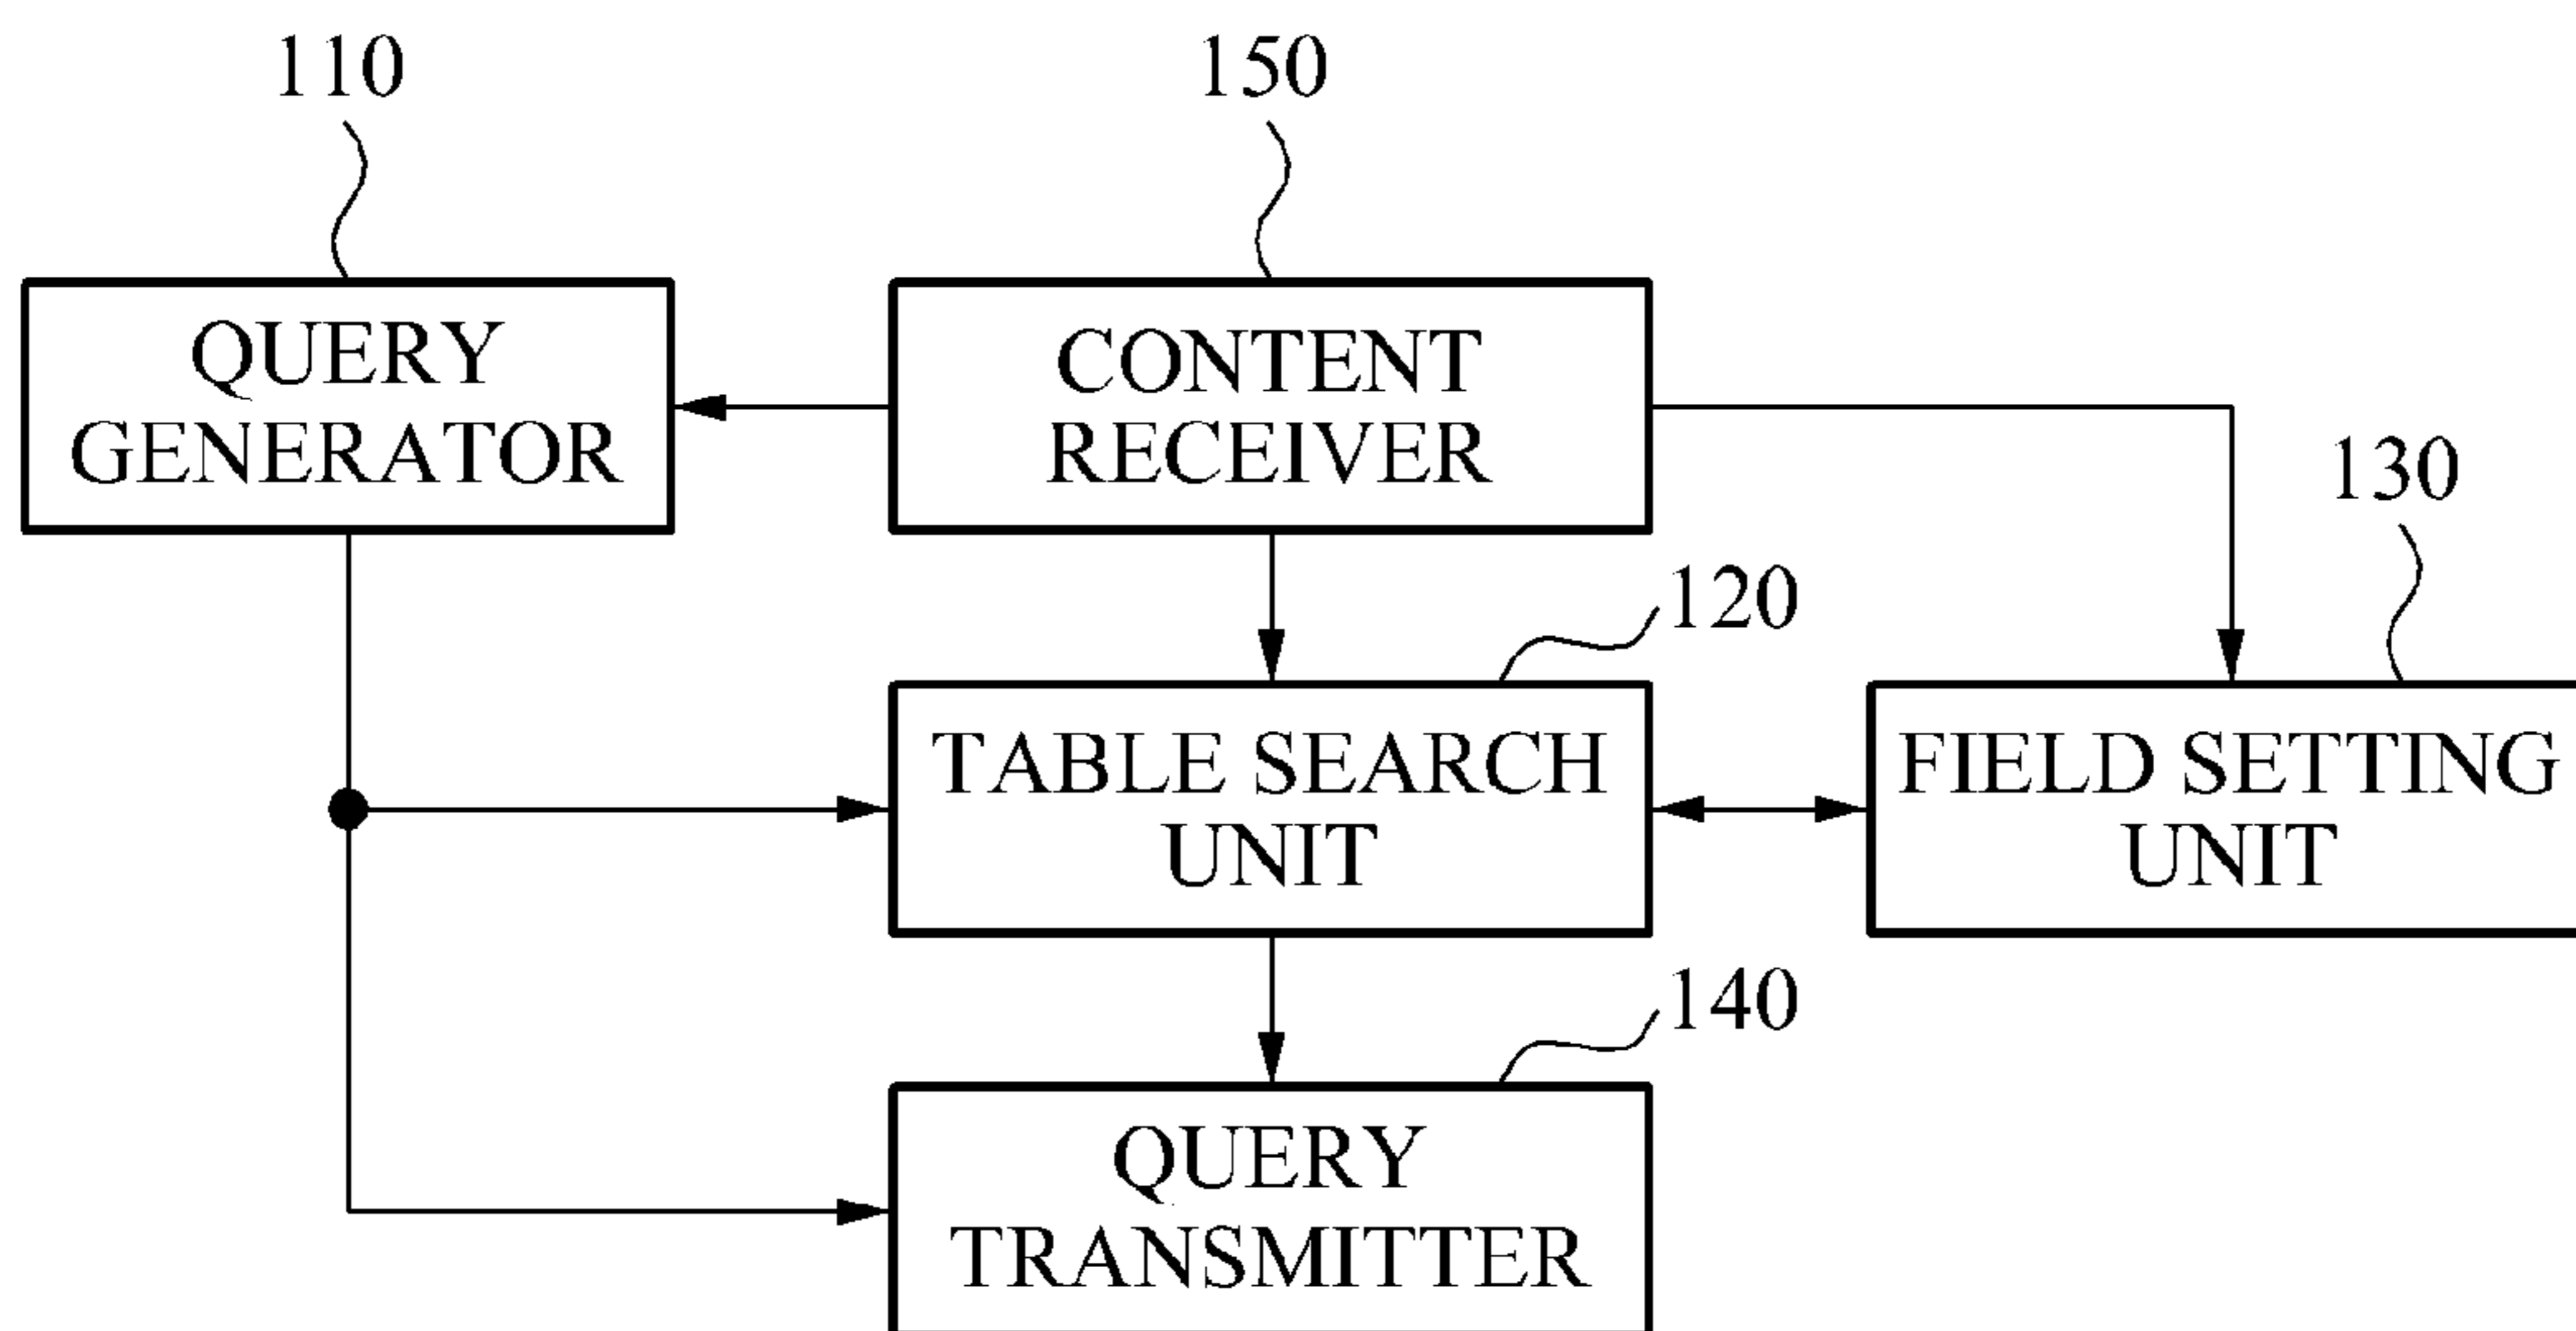 110
150
QUERY
GENERATOR
CONTENT
RECEIVER
130
120
TABLE SEARCH
UNIT
FIELD SETTING
UNIT
140
QUERY
TRANSMITTER